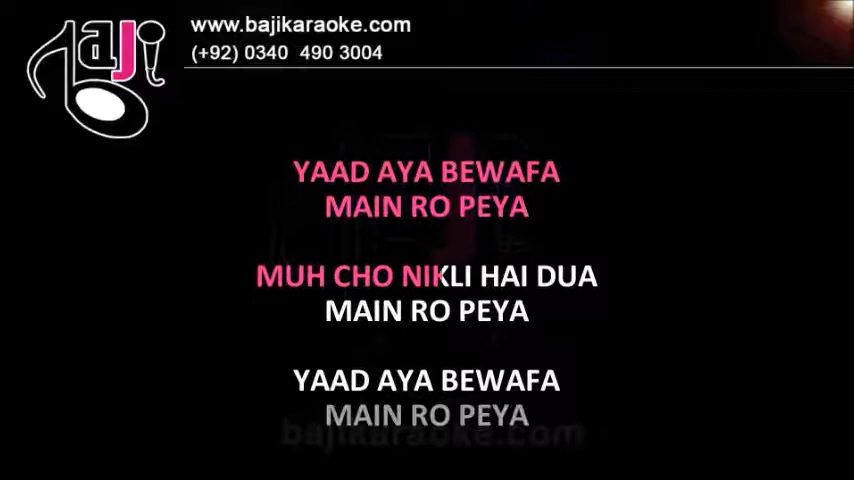 BAJI
www.bajikaraoke.com
(+92) 0340 490 3004
YAAD AYA BEWAFA
MAIN RO PEYA
MUH CHO NIKLI HAI DUA
MAIN RO PEYA
YAAD AYA BEWAFA
MAIN RO PEYA
bajikaraoke.com